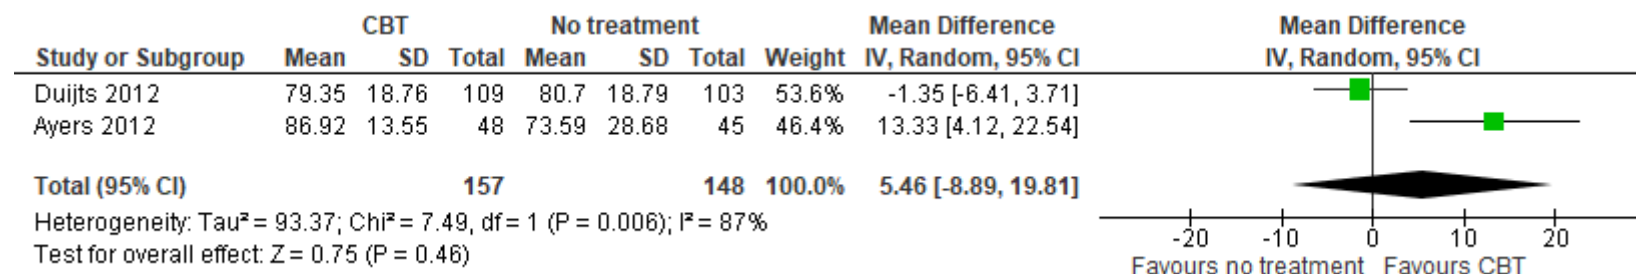 CBT No treatment Mean Difference Mean Difference
Study or Subgroup Mean SD Total Mean SD Total Weight IV, Random, 95% CI IV, Random, 95% CI
Duijts 2012 79.35 18.76 109 80.7 18.79 103 53.6% -1.35 [-6.41, 3.71]
Ayers 2012 86.92 13.55 48 73.59 28.68 45 46.4% 13.33 [4.12, 22.54]
Total (95% CI) 157 148 100.0% 5.46 [-8.89, 19.81]
Heterogeneity: Tau² = 93.37; Chi² = 7.49, df = 1 (P = 0.006); I² = 87%
Test for overall effect: Z = 0.75 (P = 0.46)
-20 -10 0 10 20
Favours no treatment Favours CBT